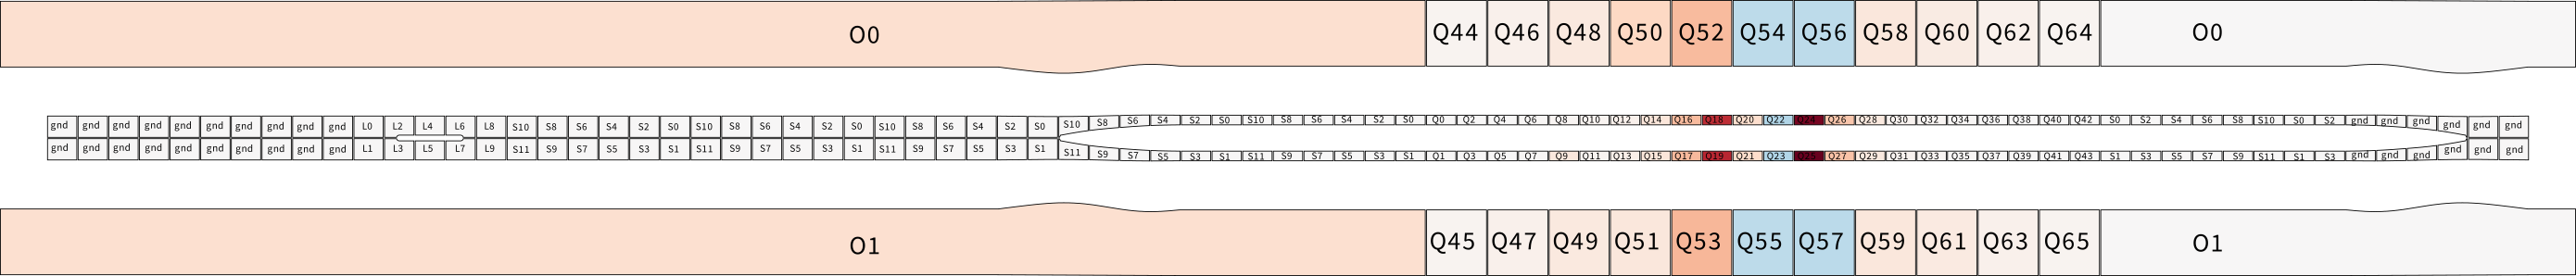 O0 Q44 Q46 Q48 Q50 Q52 Q54 Q56 Q58 Q60 Q62 Q64 O0
gnd gnd gnd gnd gnd gnd gnd gnd gnd gnd L0 L2 L4 L6 L8 S10 S8 S6 S4 S2 S0 S10 S8 S6 S4 S2 S0 S10 S8 S6 S4 S2 S0 S10 S8 S6 S4 S2 S0 S10 S8 S6 S4 S2 S0 Q0 Q2 Q4 Q6 Q8 Q10 Q12 Q14 Q16 Q18 Q20 Q22 Q24 Q26 Q28 Q30 Q32 Q34 Q36 Q38 Q40 Q42 S0 S2 S4 S6 S8 S10 S0 S2 gnd gnd gnd gnd gnd gnd
gnd gnd gnd gnd gnd gnd gnd gnd gnd gnd L1 L3 L5 L7 L9 S11 S9 S7 S5 S3 S1 S11 S9 S7 S5 S3 S1 S11 S9 S7 S5 S3 S1 S11 S9 S7 S5 S3 S1 S11 S9 S7 S5 S3 S1 Q1 Q3 Q5 Q7 Q9 Q11 Q13 Q15 Q17 Q19 Q21 Q23 Q25 Q27 Q29 Q31 Q33 Q35 Q37 Q39 Q41 Q43 S1 S3 S5 S7 S9 S11 S1 S3 gnd gnd gnd gnd gnd gnd
O1 Q45 Q47 Q49 Q51 Q53 Q55 Q57 Q59 Q61 Q63 Q65 O1